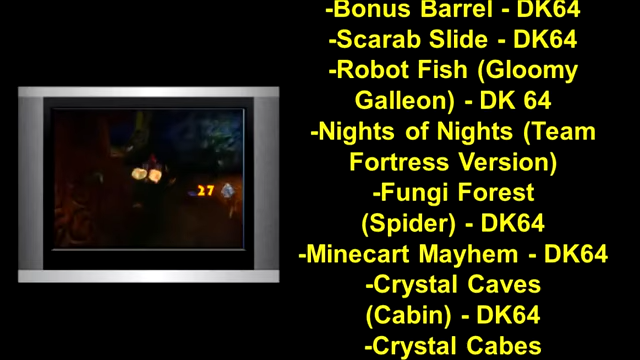 -Bonus Barrel - DK64
-Scarab Slide - DK64
-Robot Fish (Gloomy
Galleon) - DK 64
-Nights of Nights (Team
Fortress Version)
-Fungi Forest
(Spider) - DK64
-Minecart Mayhem - DK64
-Crystal Caves
(Cabin) - DK64
-Crystal Cabes
27